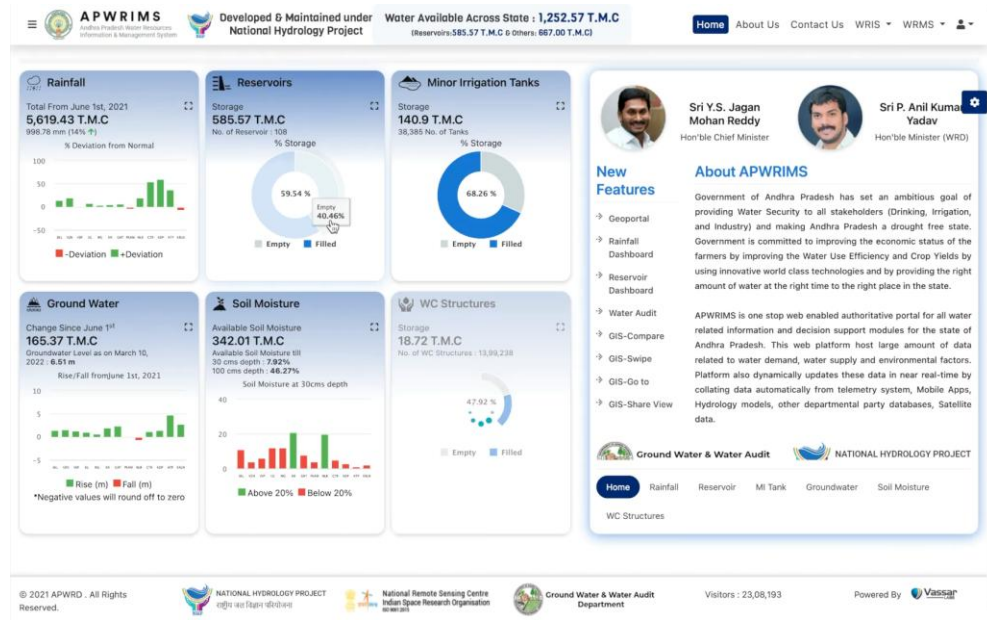 APWRIMS
Andhra Pradesh Water Resources
Information & Management System
Developed & Maintained under
National Hydrology Project
Water Available Across State : 1,252.57 T.M.C
(Reservoirs:585.57 T.M.C & Others: 667.00 T.M.C)
Home About Us Contact Us WRIS WRMS
Rainfall
Total From June 1st, 2021
5,619.43 T.M.C
998.78 mm (14% ↑)
% Deviation from Normal
100
50
0
-50
-Deviation +Deviation
Reservoirs
Storage
585.57 T.M.C
No. of Reservoir : 108
% Storage
59.54 %
Empty
40.46%
Empty Filled
Minor Irrigation Tanks
Storage
140.9 T.M.C
38,385 No. of Tanks
% Storage
68.26 %
Empty Filled
Ground Water
Change Since June 1st
165.37 T.M.C
Groundwater Level as on March 10,
2022 : 6.51 m
Rise/Fall fromJune 1st, 2021
10
5
0
-5
Rise (m) Fall (m)
*Negative values will round off to zero
Soil Moisture
Available Soil Moisture
342.01 T.M.C
Available Soil Moisture till
30 cms depth : 7.92%
100 cms depth : 46.27%
Soil Moisture at 30cms depth
40
20
0
Above 20% Below 20%
WC Structures
Storage
18.72 T.M.C
No. of WC Structures : 13,99,238
47.92 %
Empty Filled
Sri Y.S. Jagan
Mohan Reddy
Hon'ble Chief Minister
Sri P. Anil Kumar
Yadav
Hon'ble Minister (WRD)
New
Features
Geoportal
Rainfall
Dashboard
Reservoir
Dashboard
Water Audit
GIS-Compare
GIS-Swipe
GIS-Go to
GIS-Share View
About APWRIMS
Government of Andhra Pradesh has set an ambitious goal of
providing Water Security to all stakeholders (Drinking, Irrigation,
and Industry) and making Andhra Pradesh a drought free state.
Government is committed to improving the economic status of the
farmers by improving the Water Use Efficiency and Crop Yields by
using innovative world class technologies and by providing the right
amount of water at the right time to the right place in the state.
APWRIMS is one stop web enabled authoritative portal for all water
related information and decision support modules for the state of
Andhra Pradesh. This web platform host large amount of data
related to water demand, water supply and environmental factors.
Platform also dynamically updates these data in near real-time by
collating data automatically from telemetry system, Mobile Apps,
Hydrology models, other departmental party databases, Satellite
data.
Ground Water & Water Audit
NATIONAL HYDROLOGY PROJECT
Home Rainfall Reservoir MI Tank Groundwater Soil Moisture
WC Structures
© 2021 APWRD . All Rights
Reserved.
NATIONAL HYDROLOGY PROJECT
राष्ट्रीय जल विज्ञान परियोजना
National Remote Sensing Centre
Indian Space Research Organisation
Ground Water & Water Audit
Department
Visitors : 23,08,193
Powered By Vassar